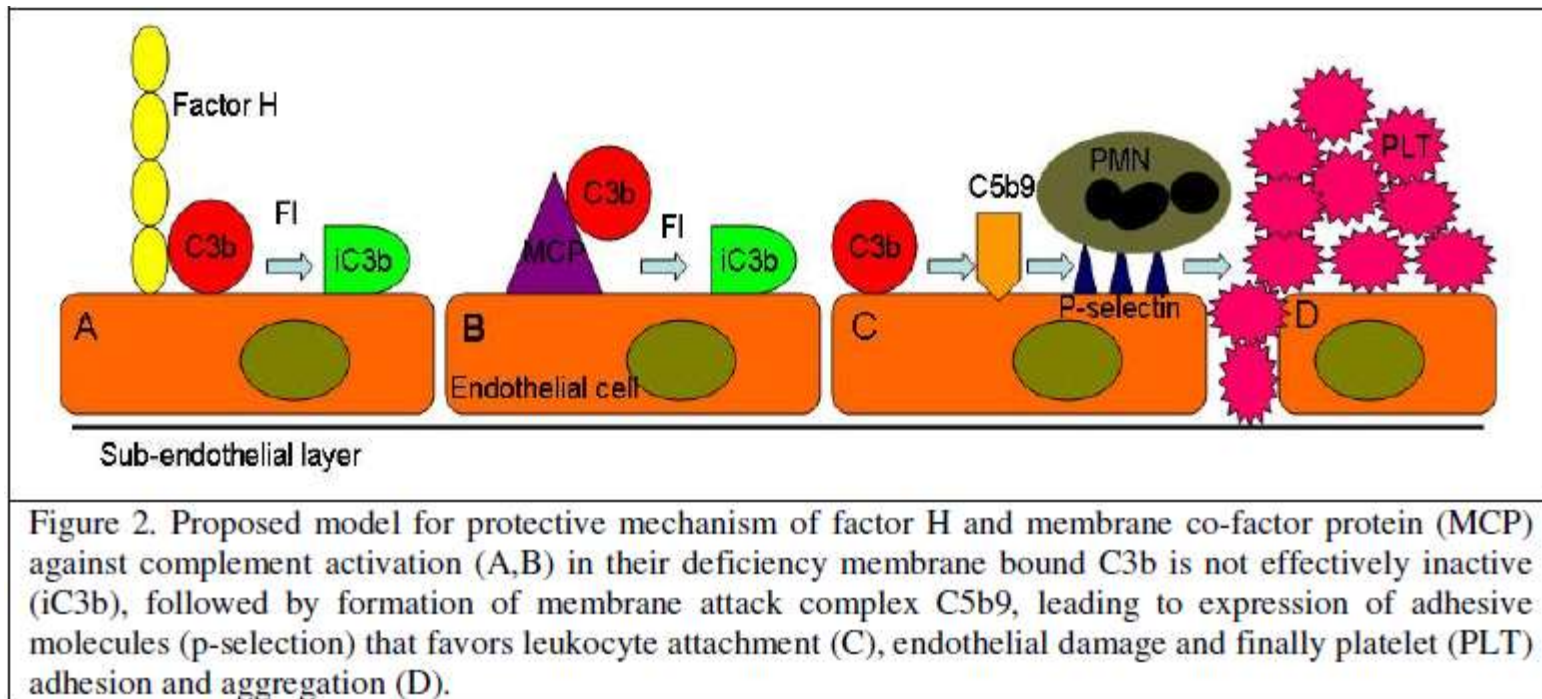 Factor H
C3b
FI
iC3b
A
MCP
C3b
FI
iC3b
B
Endothelial cell
C3b
C5b9
PMN
P-selectin
C
PLT
D
Sub-endothelial layer
Figure 2. Proposed model for protective mechanism of factor H and membrane co-factor protein (MCP)
against complement activation (A,B) in their deficiency membrane bound C3b is not effectively inactive
(iC3b), followed by formation of membrane attack complex C5b9, leading to expression of adhesive
molecules (p-selection) that favors leukocyte attachment (C), endothelial damage and finally platelet (PLT)
adhesion and aggregation (D).